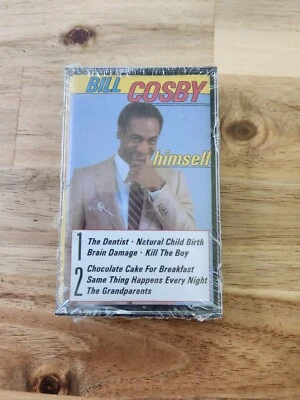 BILL COSBY
himself
1 The Dentist · Netural Child Birth
Brain Damage · Kill The Boy
2 Chocolate Cake For Breakfast
Same Thing Happens Every Night
The Grandparents